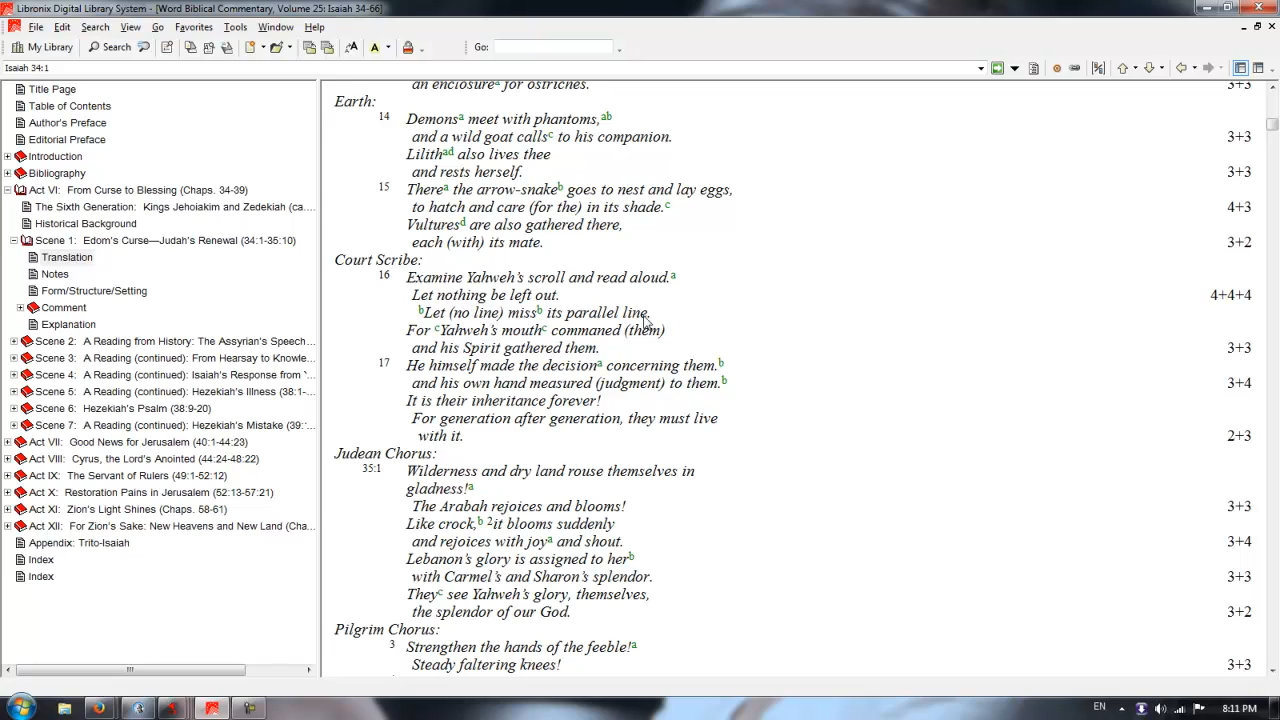 Libronix Digital Library System - [Word Biblical Commentary, Volume 25: Isaiah 34-66]
File Edit Search View Go Favorites Tools Window Help
My Library Search Go:
Isaiah 34:1
Title Page
Table of Contents
Author's Preface
Editorial Preface
Introduction
Bibliography
Act VI: From Curse to Blessing (Chaps. 34-39)
The Sixth Generation: Kings Jehoiakim and Zedekiah (ca....
Historical Background
Scene 1: Edom's Curse—Judah's Renewal (34:1-35:10)
Translation
Notes
Form/Structure/Setting
Comment
Explanation
Scene 2: A Reading from History: The Assyrian's Speech...
Scene 3: A Reading (continued): From Hearsay to Knowle...
Scene 4: A Reading (continued): Isaiah's Response from '...
Scene 5: A Reading (continued): Hezekiah's Illness (38:1-...
Scene 6: Hezekiah's Psalm (38:9-20)
Scene 7: A Reading (continued): Hezekiah's Mistake (39:'...
Act VII: Good News for Jerusalem (40:1-44:23)
Act VIII: Cyrus, the Lord's Anointed (44:24-48:22)
Act IX: The Servant of Rulers (49:1-52:12)
Act X: Restoration Pains in Jerusalem (52:13-57:21)
Act XI: Zion's Light Shines (Chaps. 58-61)
Act XII: For Zion's Sake: New Heavens and New Land (Cha...
Appendix: Trito-Isaiah
Index
Index
an enclosureᵃ for ostriches. 3+3
Earth:
14 Demonsᵃ meet with phantoms,ᵃᵇ
and a wild goat callsᶜ to his companion. 3+3
Lilithᵃᵈ also lives thee
and rests herself. 3+3
15 Thereᵃ the arrow-snakeᵇ goes to nest and lay eggs,
to hatch and care (for the) in its shade.ᶜ 4+3
Vulturesᵈ are also gathered there,
each (with) its mate. 3+2
Court Scribe:
16 Examine Yahweh's scroll and read aloud.ᵃ
Let nothing be left out. 4+4+4
ᵇLet (no line) missᵇ its parallel line.
For ᶜYahweh's mouthᶜ commaned (them)
and his Spirit gathered them. 3+3
17 He himself made the decisionᵃ concerning them.ᵇ
and his own hand measured (judgment) to them.ᵇ 3+4
It is their inheritance forever!
For generation after generation, they must live
with it. 2+3
Judean Chorus:
35:1 Wilderness and dry land rouse themselves in
gladness!ᵃ
The Arabah rejoices and blooms! 3+3
Like crock,ᵇ ²it blooms suddenly
and rejoices with joyᵃ and shout. 3+4
Lebanon's glory is assigned to herᵇ
with Carmel's and Sharon's splendor. 3+3
Theyᶜ see Yahweh's glory, themselves,
the splendor of our God. 3+2
Pilgrim Chorus:
3 Strengthen the hands of the feeble!ᵃ
Steady faltering knees! 3+3
EN 8:11 PM